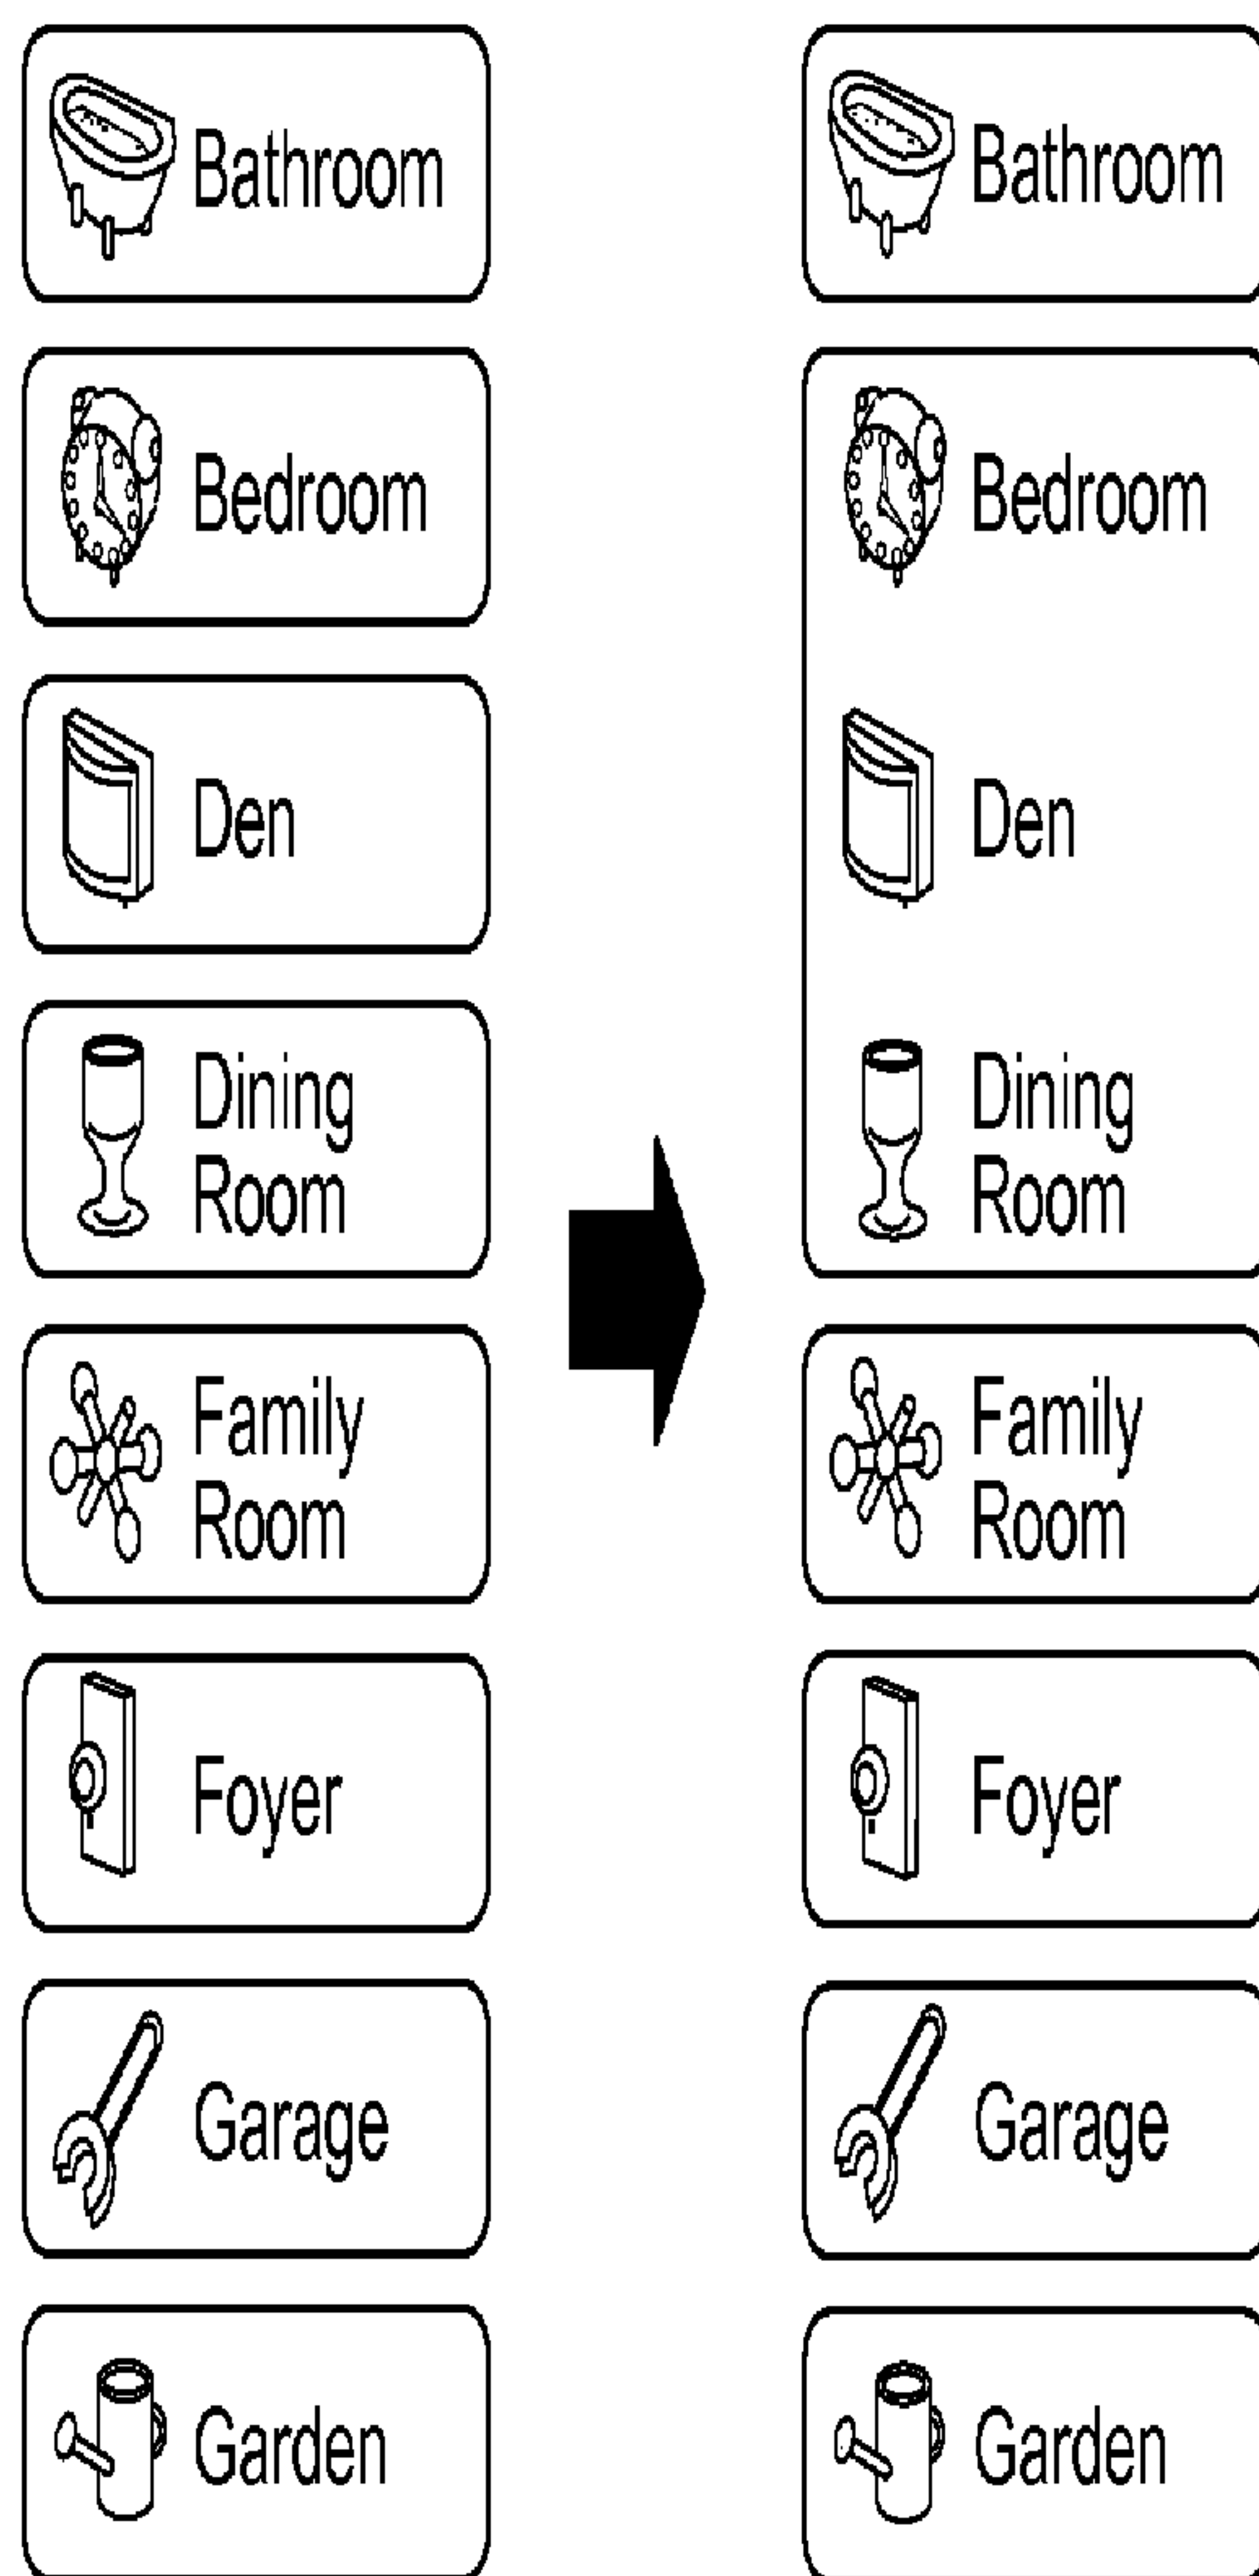 Bathroom
Bedroom
Den
Dining
Room
Family
Room
Foyer
Garage
Garden
Bathroom
Bedroom
Den
Dining
Room
Family
Room
Foyer
Garage
Garden